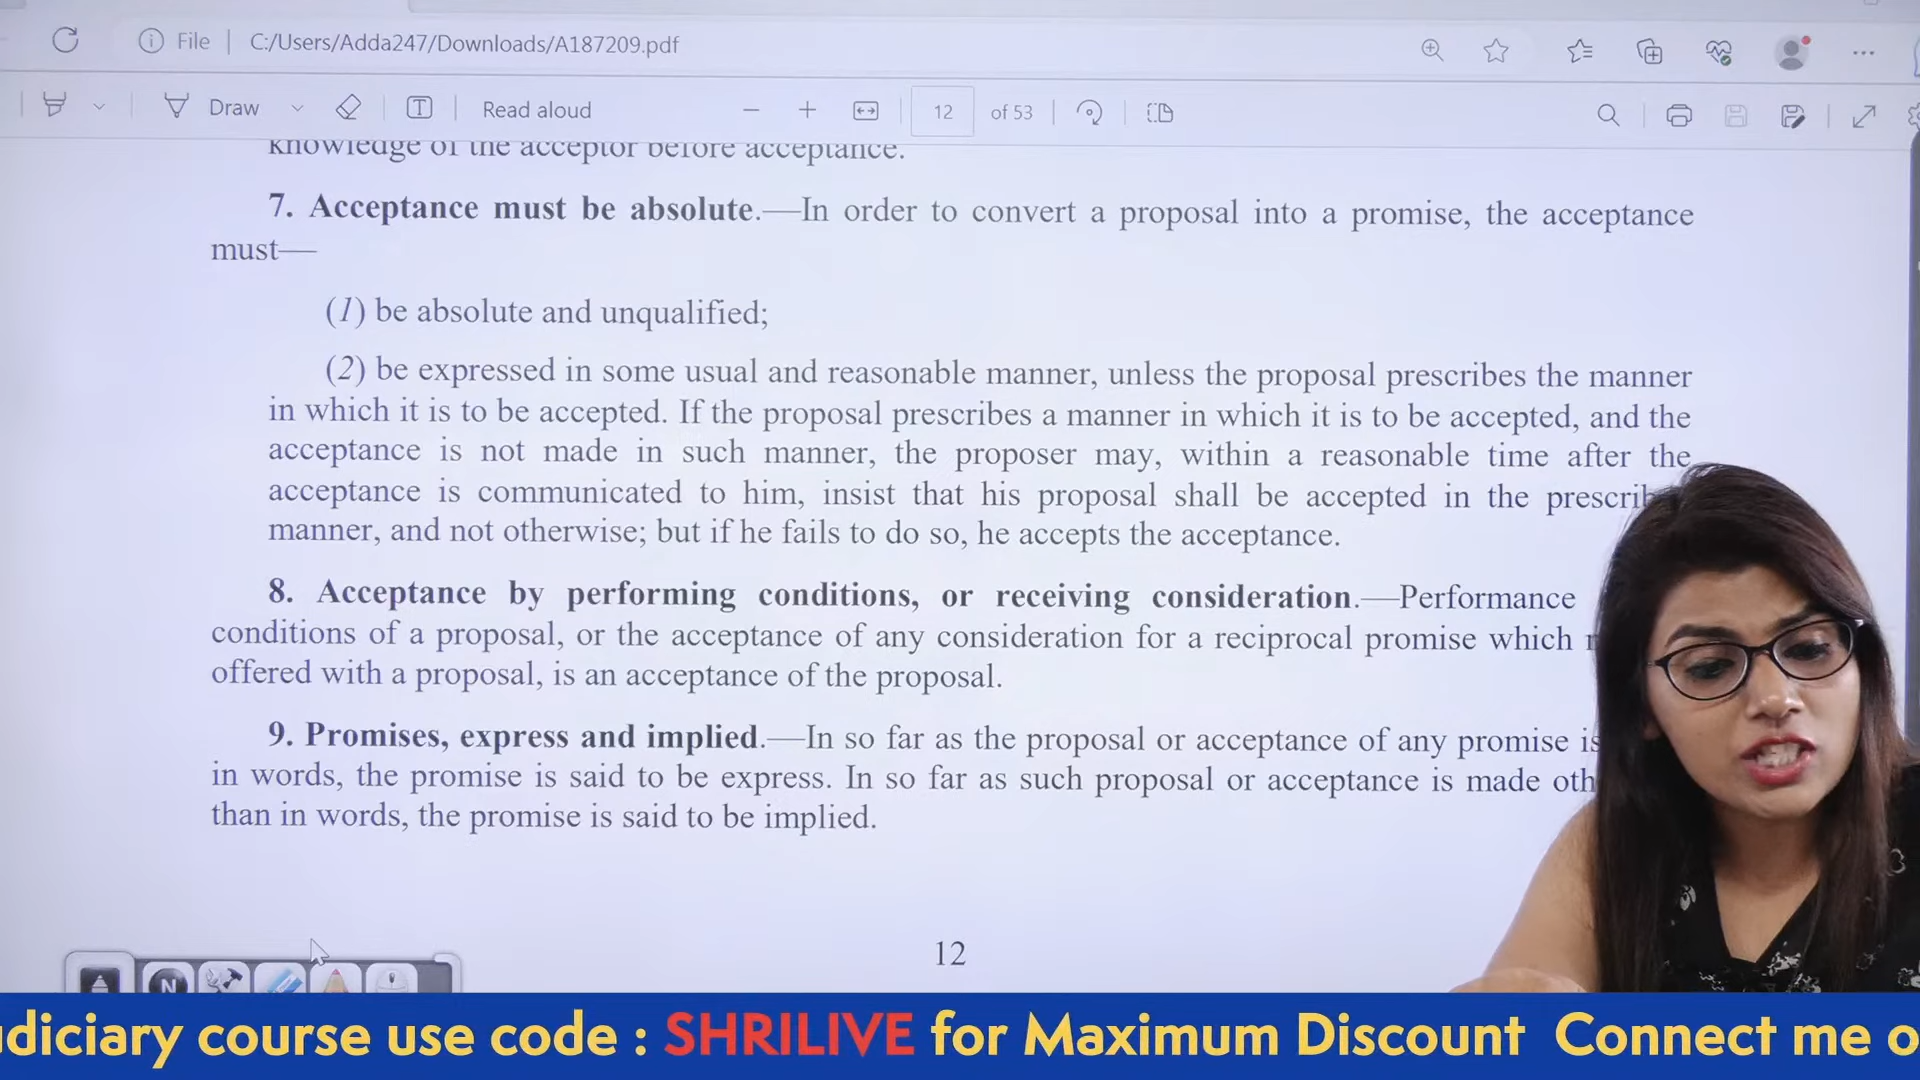 File
C:/Users/Adda247/Downloads/A187209.pdf
Draw
T
Read aloud
12
of 53
knowledge of the acceptor before acceptance.
7. Acceptance must be absolute.—In order to convert a proposal into a promise, the acceptance
must—
(1) be absolute and unqualified;
(2) be expressed in some usual and reasonable manner, unless the proposal prescribes the manner
in which it is to be accepted. If the proposal prescribes a manner in which it is to be accepted, and the
acceptance is not made in such manner, the proposer may, within a reasonable time after the
acceptance is communicated to him, insist that his proposal shall be accepted in the
manner, and not otherwise; but if he fails to do so, he accepts the acceptance.
8. Acceptance by performing conditions, or receiving consideration.—Performance
conditions of a proposal, or the acceptance of any consideration for a reciprocal promise which
offered with a proposal, is an acceptance of the proposal.
9. Promises, express and implied.—In so far as the proposal or acceptance of any promise is
in words, the promise is said to be express. In so far as such proposal or acceptance is made
than in words, the promise is said to be implied.
12
N
udiciary course use code : SHRILIVE for Maximum Discount Connect me o